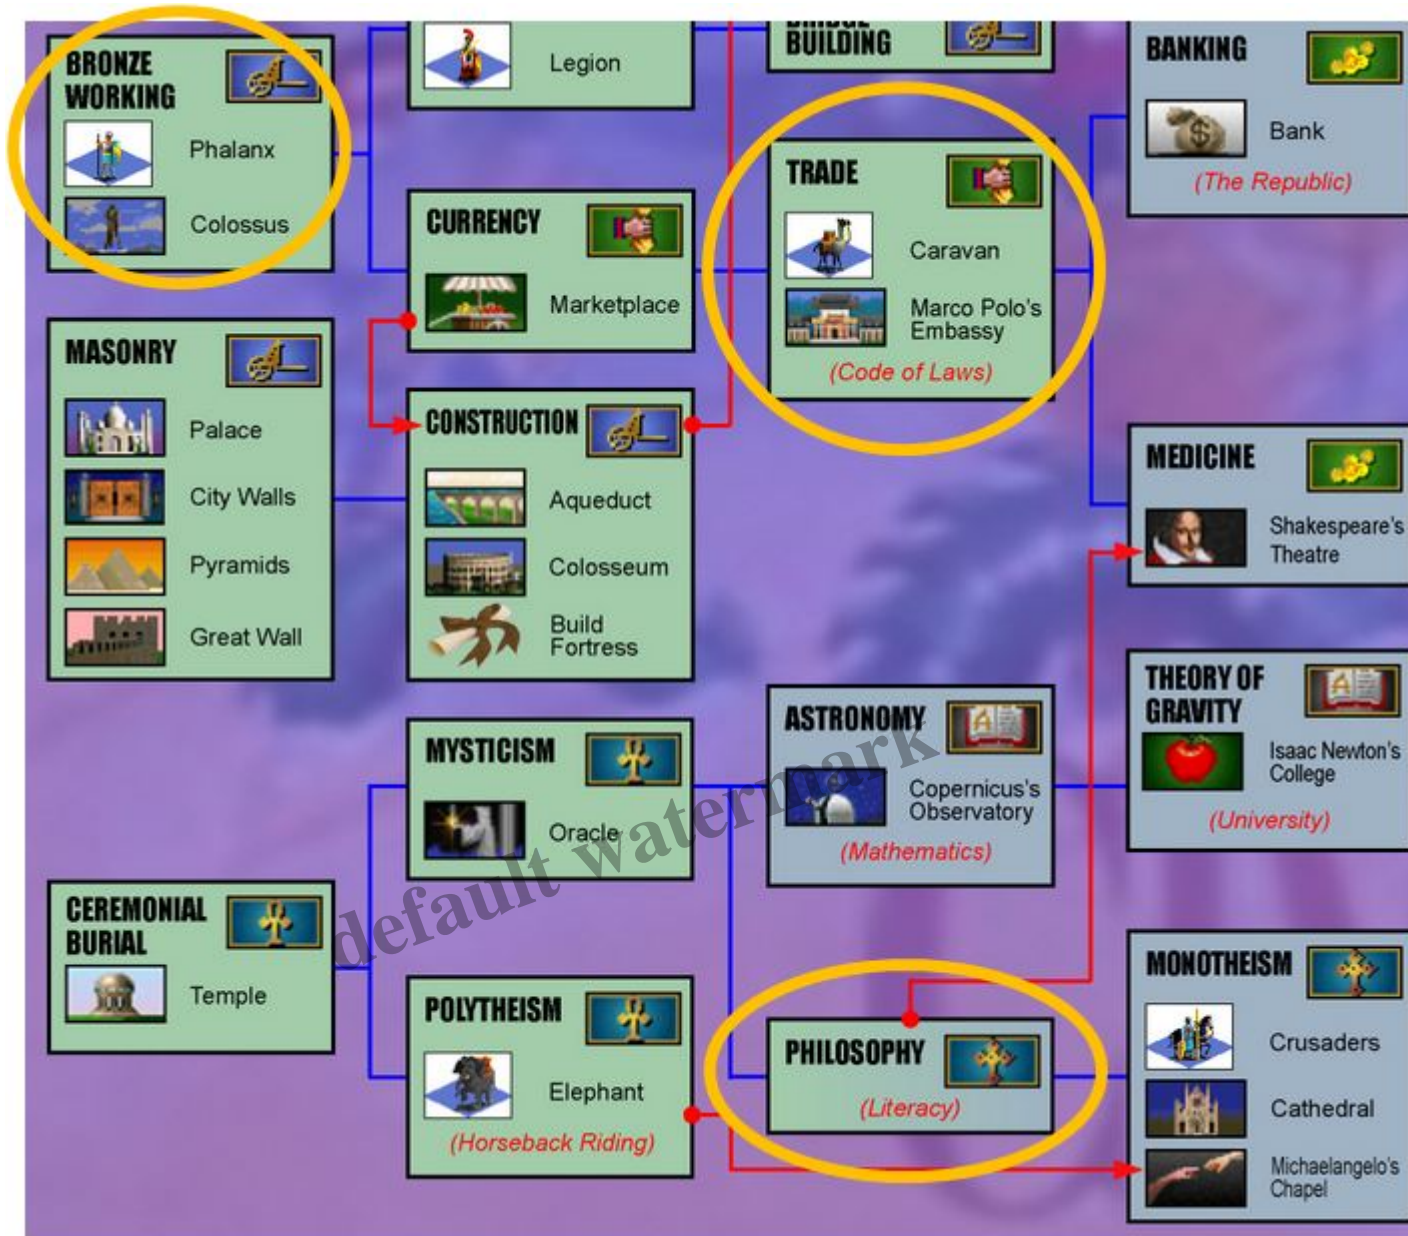 BRONZE
WORKING
Phalanx
Colossus
MASONRY
Palace
City Walls
Pyramids
Great Wall
CEREMONIAL
BURIAL
Temple
Legion
CURRENCY
Marketplace
CONSTRUCTION
Aqueduct
Colosseum
Build
Fortress
MYSTICISM
Oracle
POLYTHEISM
Elephant
(Horseback Riding)
BRIDGE
BUILDING
TRADE
Caravan
Marco Polo's
Embassy
(Code of Laws)
ASTRONOMY
Copernicus's
Observatory
(Mathematics)
PHILOSOPHY
(Literacy)
BANKING
Bank
(The Republic)
MEDICINE
Shakespeare's
Theatre
THEORY OF
GRAVITY
Isaac Newton's
College
(University)
MONOTHEISM
Crusaders
Cathedral
Michaelangelo's
Chapel
default watermark